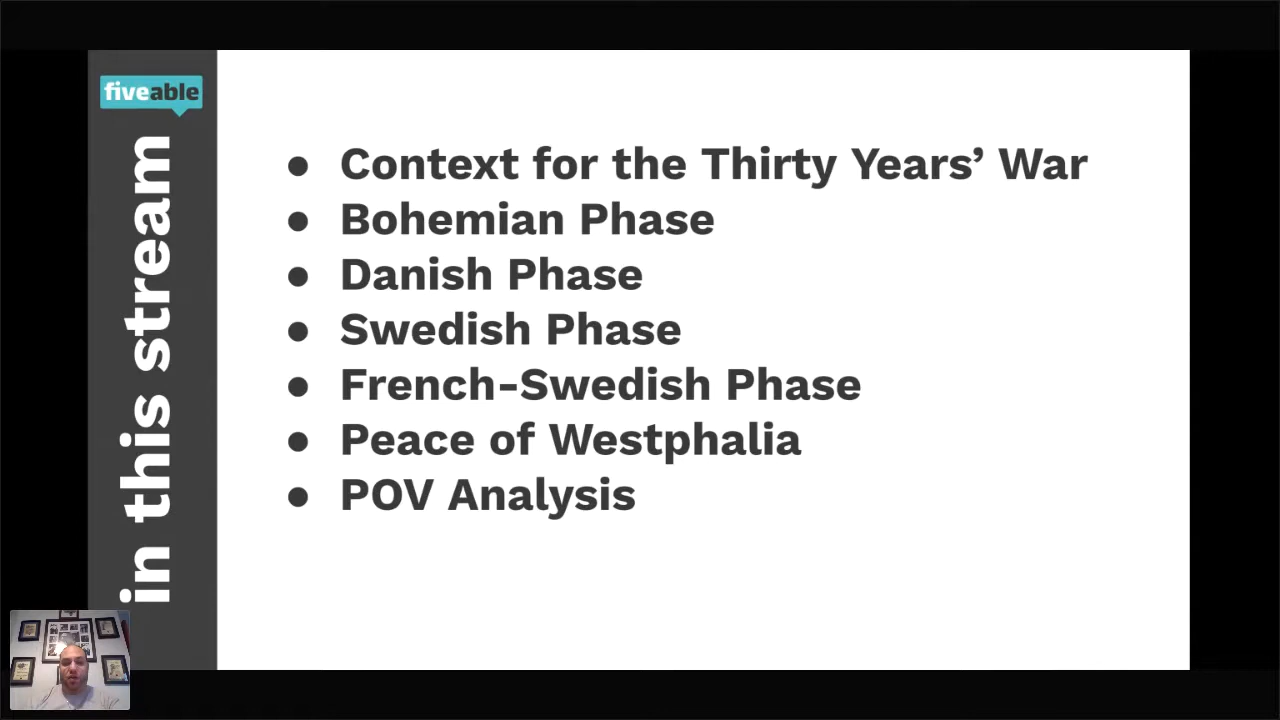 fiveable
in this stream
● Context for the Thirty Years’ War
● Bohemian Phase
● Danish Phase
● Swedish Phase
● French-Swedish Phase
● Peace of Westphalia
● POV Analysis